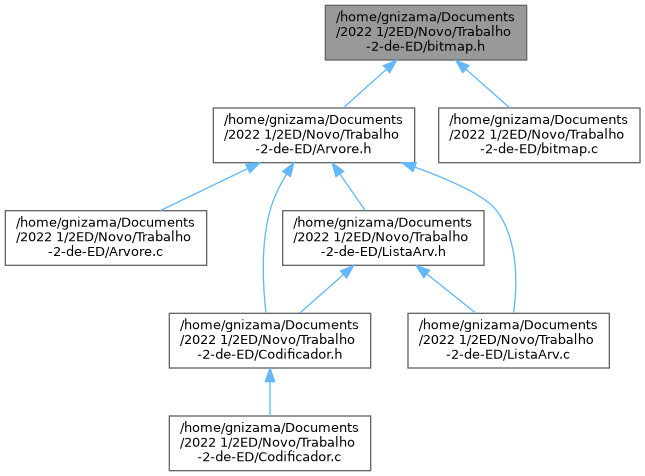 /home/gnizama/Documents
/2022 1/2ED/Novo/Trabalho
-2-de-ED/bitmap.h
/home/gnizama/Documents
/2022 1/2ED/Novo/Trabalho
-2-de-ED/Arvore.h
/home/gnizama/Documents
/2022 1/2ED/Novo/Trabalho
-2-de-ED/bitmap.c
/home/gnizama/Documents
/2022 1/2ED/Novo/Trabalho
-2-de-ED/Arvore.c
/home/gnizama/Documents
/2022 1/2ED/Novo/Trabalho
-2-de-ED/ListaArv.h
/home/gnizama/Documents
/2022 1/2ED/Novo/Trabalho
-2-de-ED/Codificador.h
/home/gnizama/Documents
/2022 1/2ED/Novo/Trabalho
-2-de-ED/ListaArv.c
/home/gnizama/Documents
/2022 1/2ED/Novo/Trabalho
-2-de-ED/Codificador.c